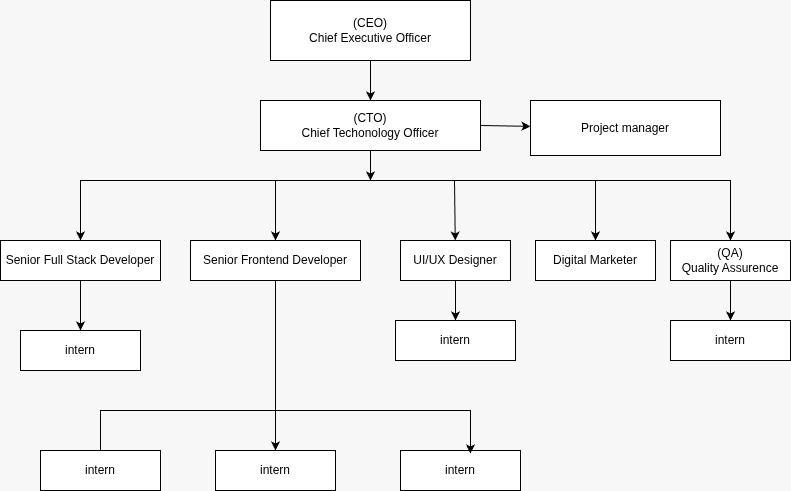 (CEO)
Chief Executive Officer
(CTO)
Chief Techonology Officer
Project manager
Senior Full Stack Developer
Senior Frontend Developer
UI/UX Designer
Digital Marketer
(QA)
Quality Assurence
intern
intern
intern
intern
intern
intern